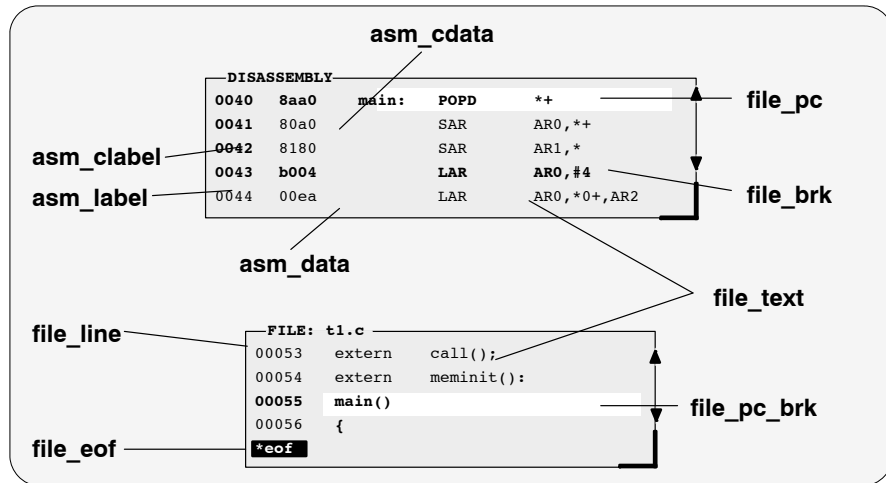 asm_cdata
DISASSEMBLY
0040 8aa0 main: POPD *+
file_pc
0041 80a0 SAR AR0,*+
asm_clabel
0042 8180 SAR AR1,*
0043 b004 LAR AR0,#4
asm_label
0044 00ea LAR AR0,*0+,AR2
file_brk
asm_data
file_text
file_line
FILE: t1.c
00053 extern call();
00054 extern meminit():
00055 main()
file_pc_brk
00056 {
file_eof
*eof